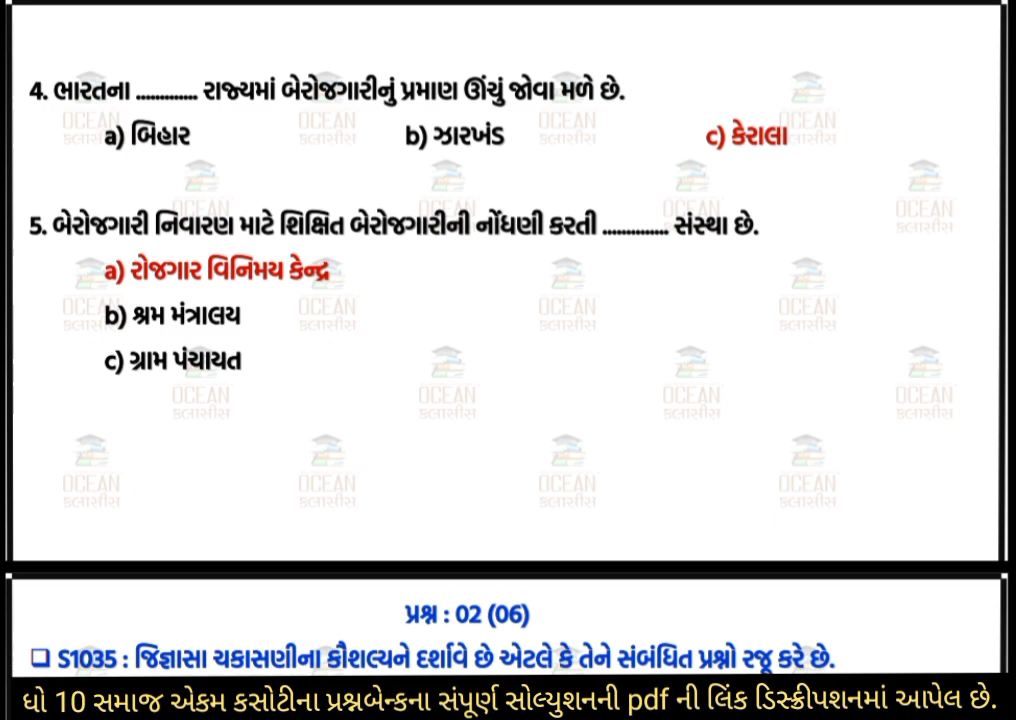 4. ભારતના ............. રાજ્યમાં બેરોજગારીનું પ્રમાણ ઊંચું જોવા મળે છે.
a) બિહાર b) ઝારખંડ c) કેરાલા
5. બેરોજગારી નિવારણ માટે શિક્ષિત બેરોજગારીની નોંધણી કરતી .............. સંસ્થા છે.
a) રોજગાર વિનિમય કેન્દ્ર
b) શ્રમ મંત્રાલય
c) ગ્રામ પંચાયત
OCEAN
કલાસીસ
પ્રશ્ન : 02 (06)
❑ S1035 : જિજ્ઞાસા ચકાસણીના કૌશલ્યને દર્શાવે છે એટલે કે તેને સંબંધિત પ્રશ્નો રજૂ કરે છે.
ધો 10 સમાજ એકમ કસોટીના પ્રશ્નબેન્કના સંપૂર્ણ સોલ્યુશનની pdf ની લિંક ડિસ્ક્રીપશનમાં આપેલ છે.